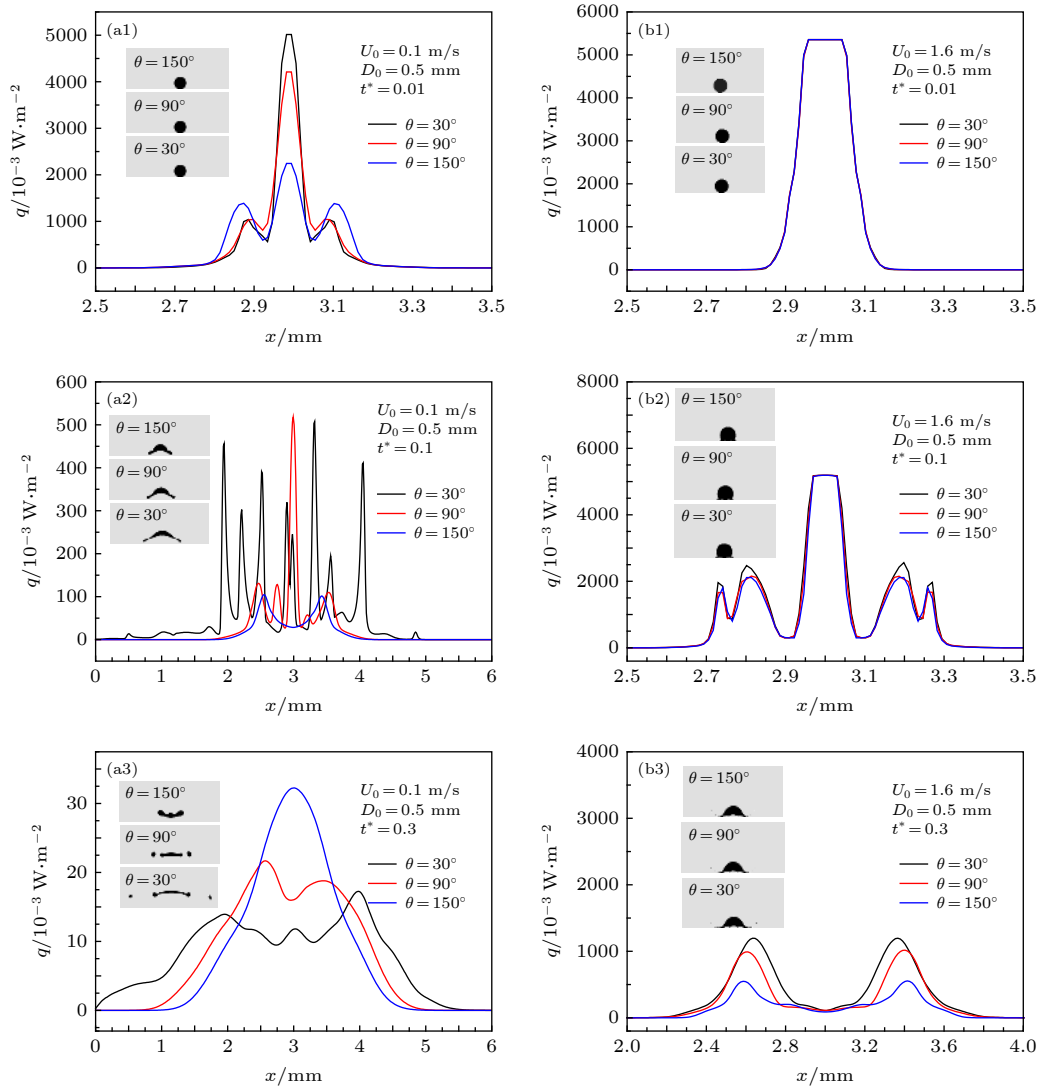 (a1)
θ = 150°
θ = 90°
θ = 30°
U0 = 0.1 m/s
D0 = 0.5 mm
t* = 0.01
θ = 30°
θ = 90°
θ = 150°
q/10−3 W·m−2
5000
4000
3000
2000
1000
0
2.5 2.7 2.9 3.1 3.3 3.5
x/mm
(b1)
θ = 150°
θ = 90°
θ = 30°
U0 = 1.6 m/s
D0 = 0.5 mm
t* = 0.01
θ = 30°
θ = 90°
θ = 150°
q/10−3 W·m−2
6000
5000
4000
3000
2000
1000
0
2.5 2.7 2.9 3.1 3.3 3.5
x/mm
(a2)
θ = 150°
θ = 90°
θ = 30°
U0 = 0.1 m/s
D0 = 0.5 mm
t* = 0.1
θ = 30°
θ = 90°
θ = 150°
q/10−3 W·m−2
600
500
400
300
200
100
0
0 1 2 3 4 5 6
x/mm
(b2)
θ = 150°
θ = 90°
θ = 30°
U0 = 1.6 m/s
D0 = 0.5 mm
t* = 0.1
θ = 30°
θ = 90°
θ = 150°
q/10−3 W·m−2
8000
6000
4000
2000
0
2.5 2.7 2.9 3.1 3.3 3.5
x/mm
(a3)
θ = 150°
θ = 90°
θ = 30°
U0 = 0.1 m/s
D0 = 0.5 mm
t* = 0.3
θ = 30°
θ = 90°
θ = 150°
q/10−3 W·m−2
30
20
10
0
0 1 2 3 4 5 6
x/mm
(b3)
θ = 150°
θ = 90°
θ = 30°
U0 = 1.6 m/s
D0 = 0.5 mm
t* = 0.3
θ = 30°
θ = 90°
θ = 150°
q/10−3 W·m−2
4000
3000
2000
1000
0
2.0 2.4 2.8 3.2 3.6 4.0
x/mm